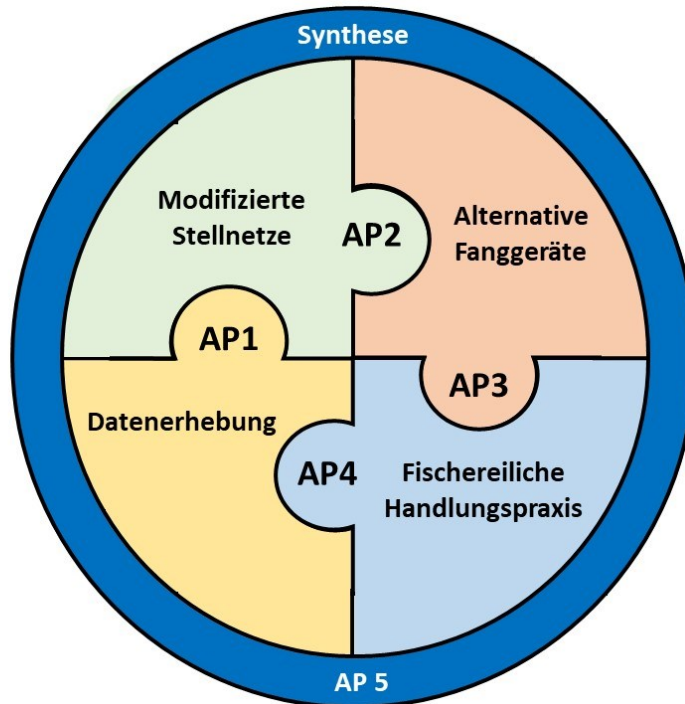 Synthese
Modifizierte
Stellnetze
AP2
Alternative
Fanggeräte
AP1
AP3
Datenerhebung
AP4
Fischereiliche
Handlungspraxis
AP 5